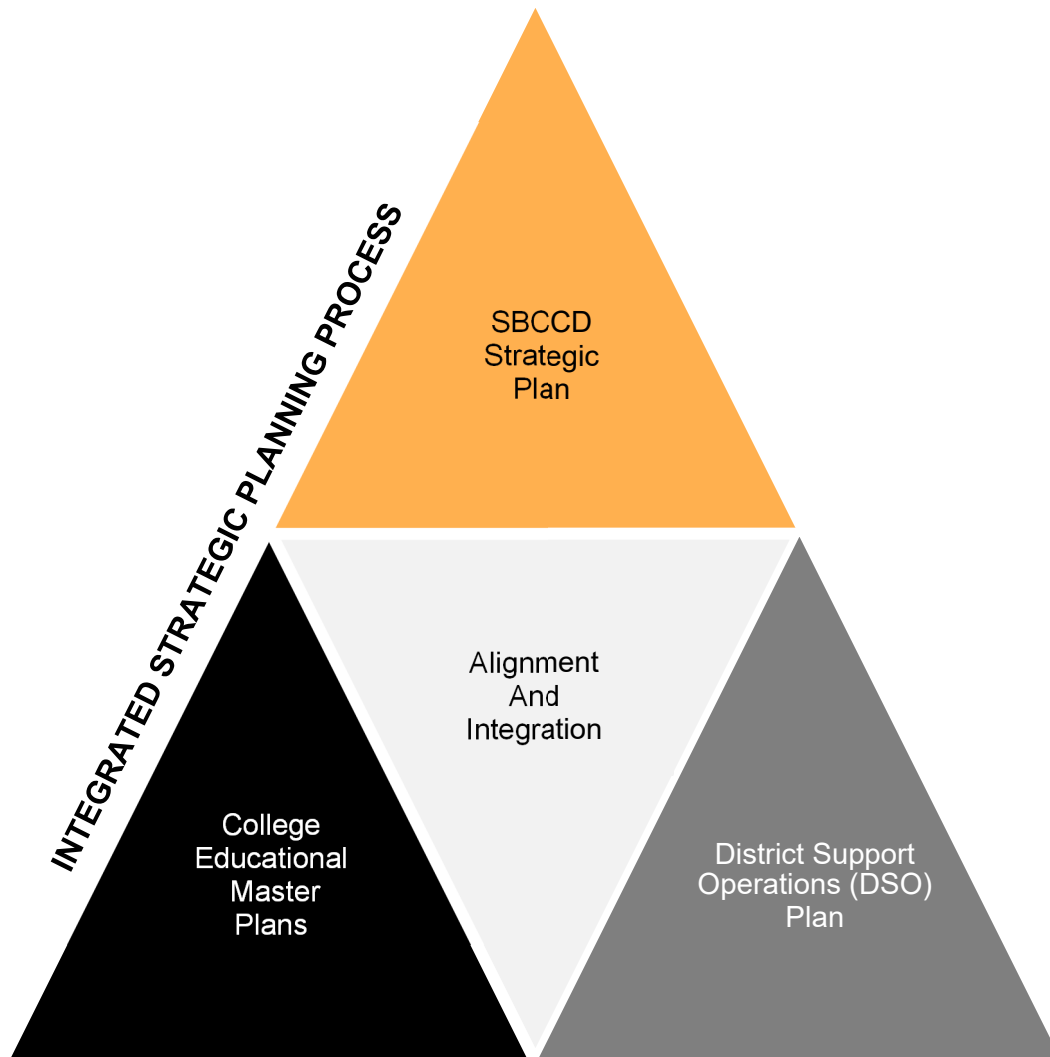 INTEGRATED STRATEGIC PLANNING PROCESS
SBCCD
Strategic
Plan
Alignment
And
Integration
College
Educational
Master
Plans
District Support
Operations (DSO)
Plan